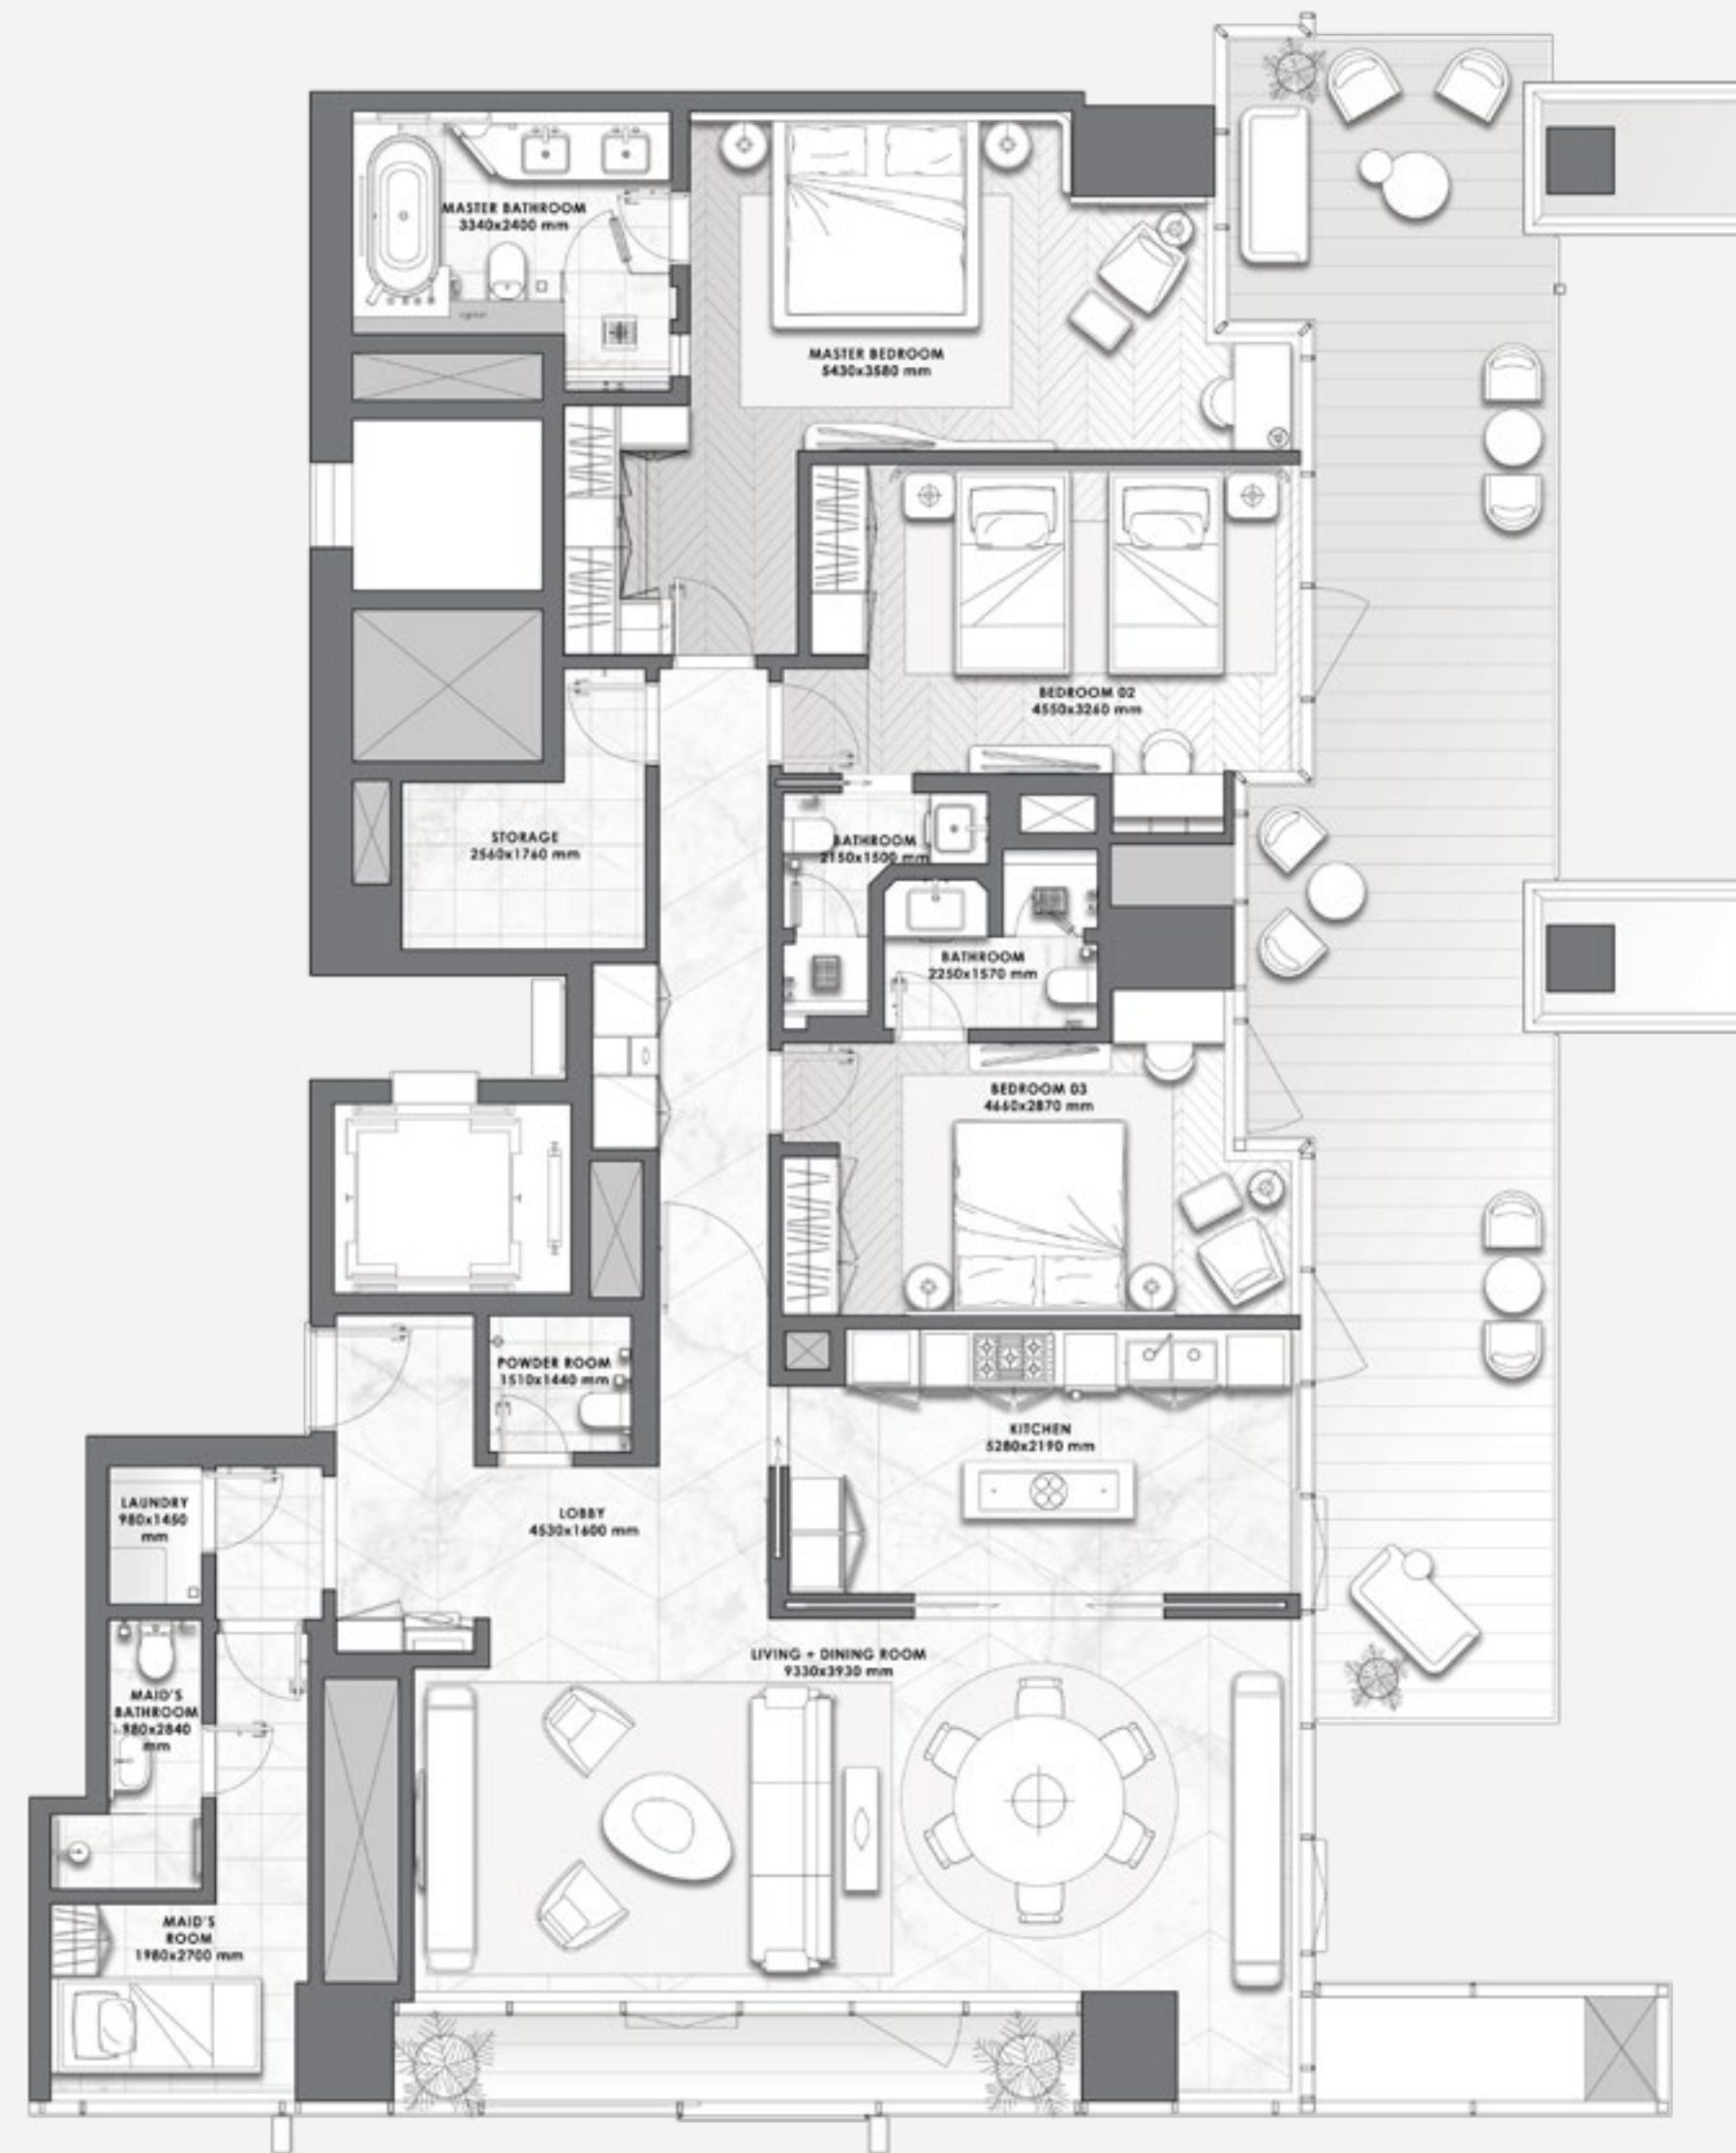 MASTER BATHROOM
3340x2400 mm
MASTER BEDROOM
5430x3580 mm
BEDROOM 02
4550x3260 mm
STORAGE
2560x1760 mm
BATHROOM
2150x1500 mm
BATHROOM
2250x1570 mm
BEDROOM 03
4660x2870 mm
POWDER ROOM
1510x1440 mm
KITCHEN
5280x2190 mm
LAUNDRY
980x1450
mm
LOBBY
4530x1600 mm
LIVING + DINING ROOM
9330x3930 mm
MAID'S
BATHROOM
980x2840
mm
MAID'S
ROOM
1980x2700 mm